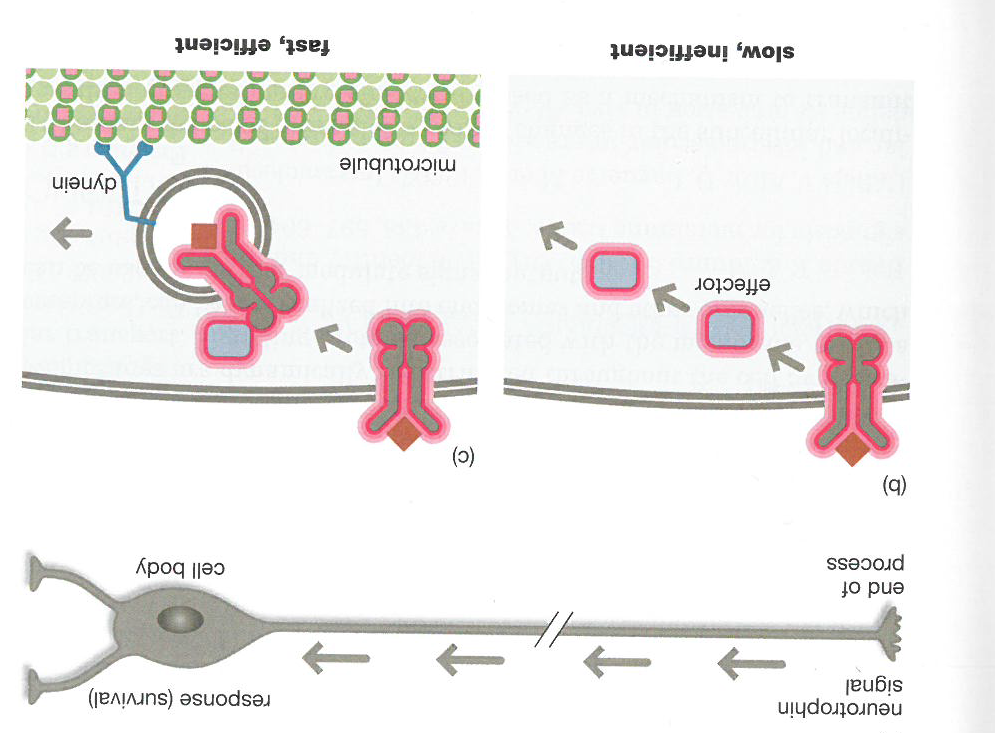 neurotrophin
signal
response (survival)
end of
process
cell body
(b)
effector
slow, inefficient
(c)
dynein
microtubule
fast, efficient